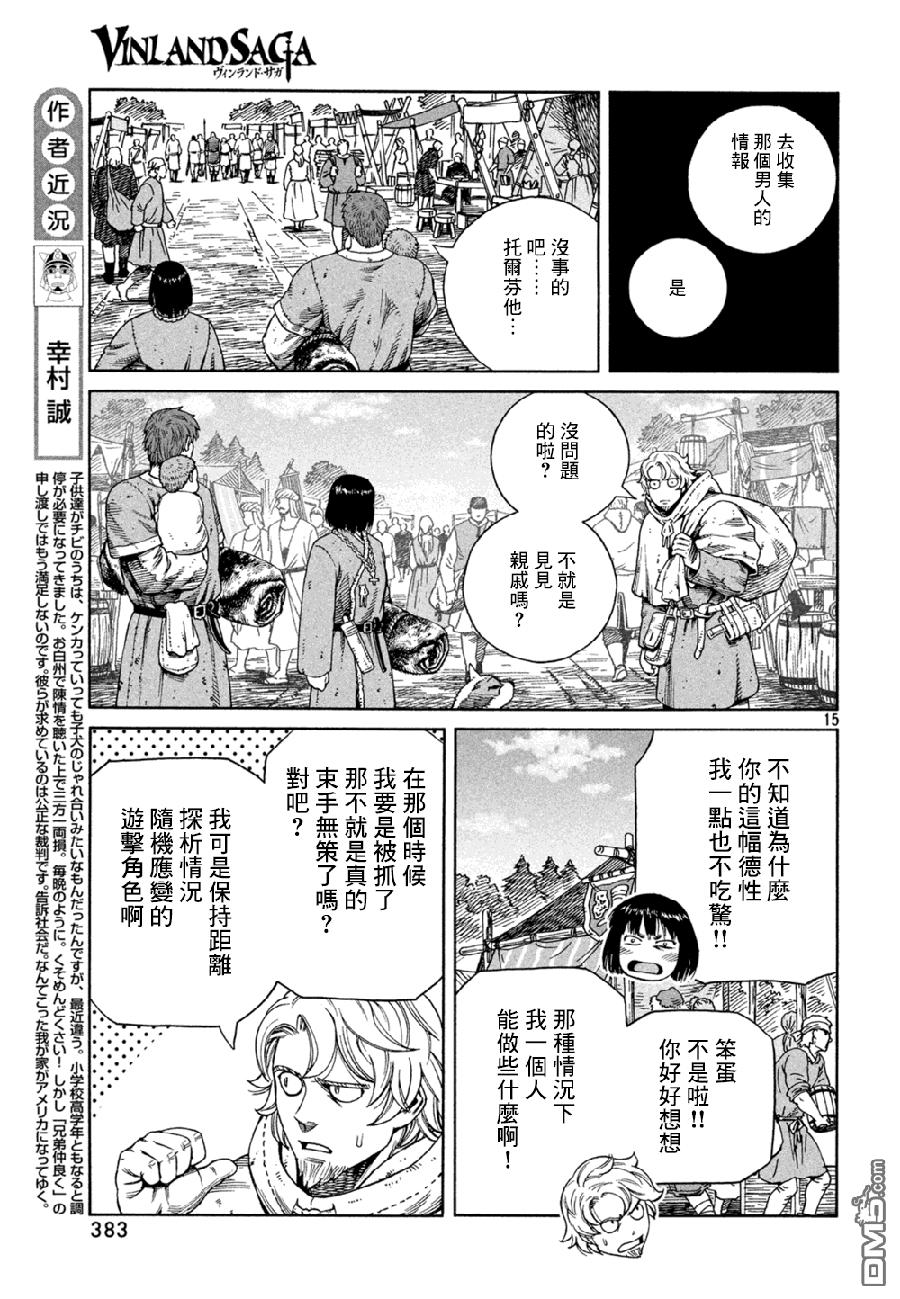 VINLAND SAGA
ヴィンランド・サガ
去收集
那個男人的
情報
是
沒事的
吧……
托爾芬他…
沒問題
的啦？
不就是
見見
親戚嗎？
15
不知道為什麼
你的這幅德性
我一點也不吃驚!!
笨蛋
不是啦!!
你好好想想
那種情況下
我一個人
能做些什麼啊！
在那個時候
我要是被抓了
那不就是真的
束手無策了嗎？
對吧？
我可是保持距離
探析情況
隨機應變的
遊擊角色啊
作者近況
幸村誠
子供達がチビのうちは、ケンカっていっても子犬のじゃれ合いみたいなもんだったんですが、最近違う。小学校高学年ともなると調
停が必要になってきました。お白州で陳情を聴いた上で三方一両損。毎晩のように。くそめんどくさい！しかし「兄弟仲良く」の
申し渡しではもう満足しないのです。彼らが求めているのは公正な裁判です。告訴社会だ。なんてこった我が家がアメリカになってゆく。
383
DM5.com